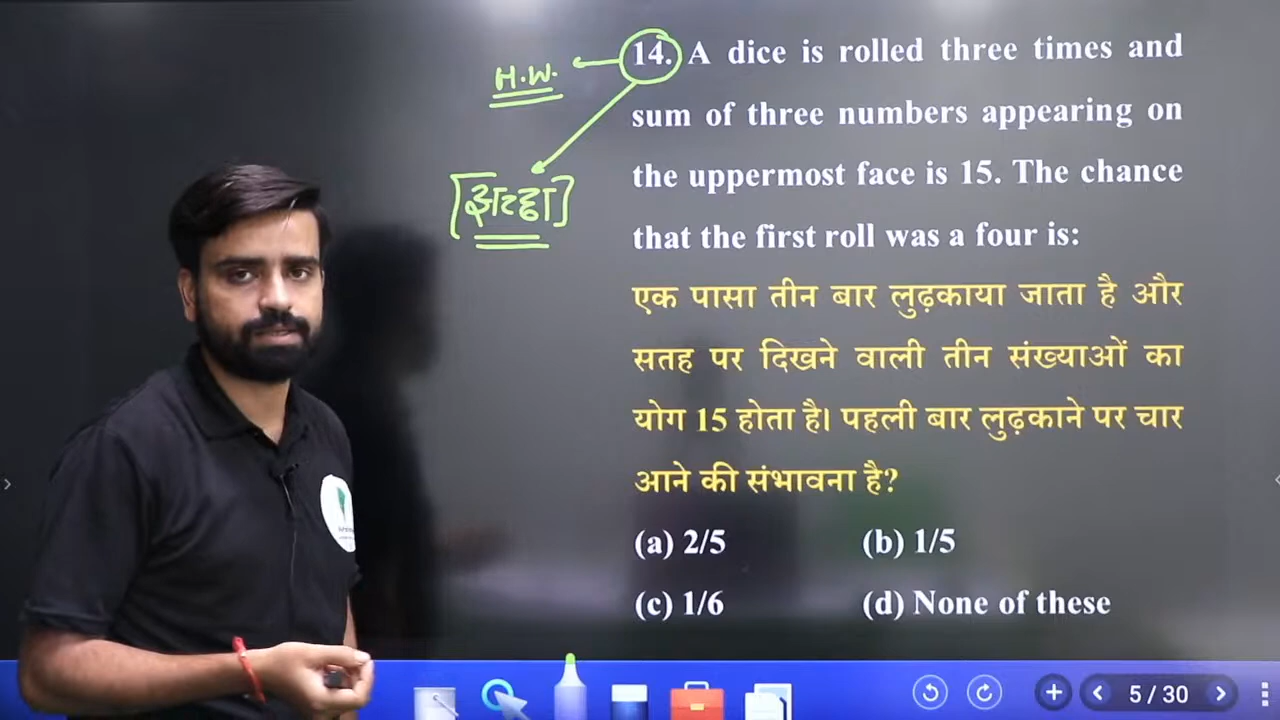 14. A dice is rolled three times and
sum of three numbers appearing on
the uppermost face is 15. The chance
that the first roll was a four is:
H.W.
एक पासा तीन बार लुढ़काया जाता है और
सतह पर दिखने वाली तीन संख्याओं का
योग 15 होता है। पहली बार लुढ़काने पर चार
आने की संभावना है?
(a) 2/5 (b) 1/5
(c) 1/6 (d) None of these
5 / 30